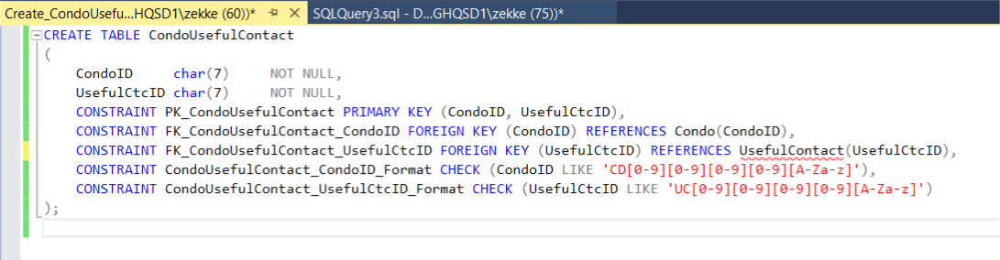 Create_CondoUsefu...HQSD1\zekke (60))* SQLQuery3.sql - D...GHQSD1\zekke (75))*
CREATE TABLE CondoUsefulContact
(
CondoID char(7) NOT NULL,
UsefulCtcID char(7) NOT NULL,
CONSTRAINT PK_CondoUsefulContact PRIMARY KEY (CondoID, UsefulCtcID),
CONSTRAINT FK_CondoUsefulContact_CondoID FOREIGN KEY (CondoID) REFERENCES Condo(CondoID),
CONSTRAINT FK_CondoUsefulContact_UsefulCtcID FOREIGN KEY (UsefulCtcID) REFERENCES UsefulContact(UsefulCtcID),
CONSTRAINT CondoUsefulContact_CondoID_Format CHECK (CondoID LIKE 'CD[0-9][0-9][0-9][0-9][A-Za-z]'),
CONSTRAINT CondoUsefulContact_UsefulCtcID_Format CHECK (UsefulCtcID LIKE 'UC[0-9][0-9][0-9][0-9][A-Za-z]')
);